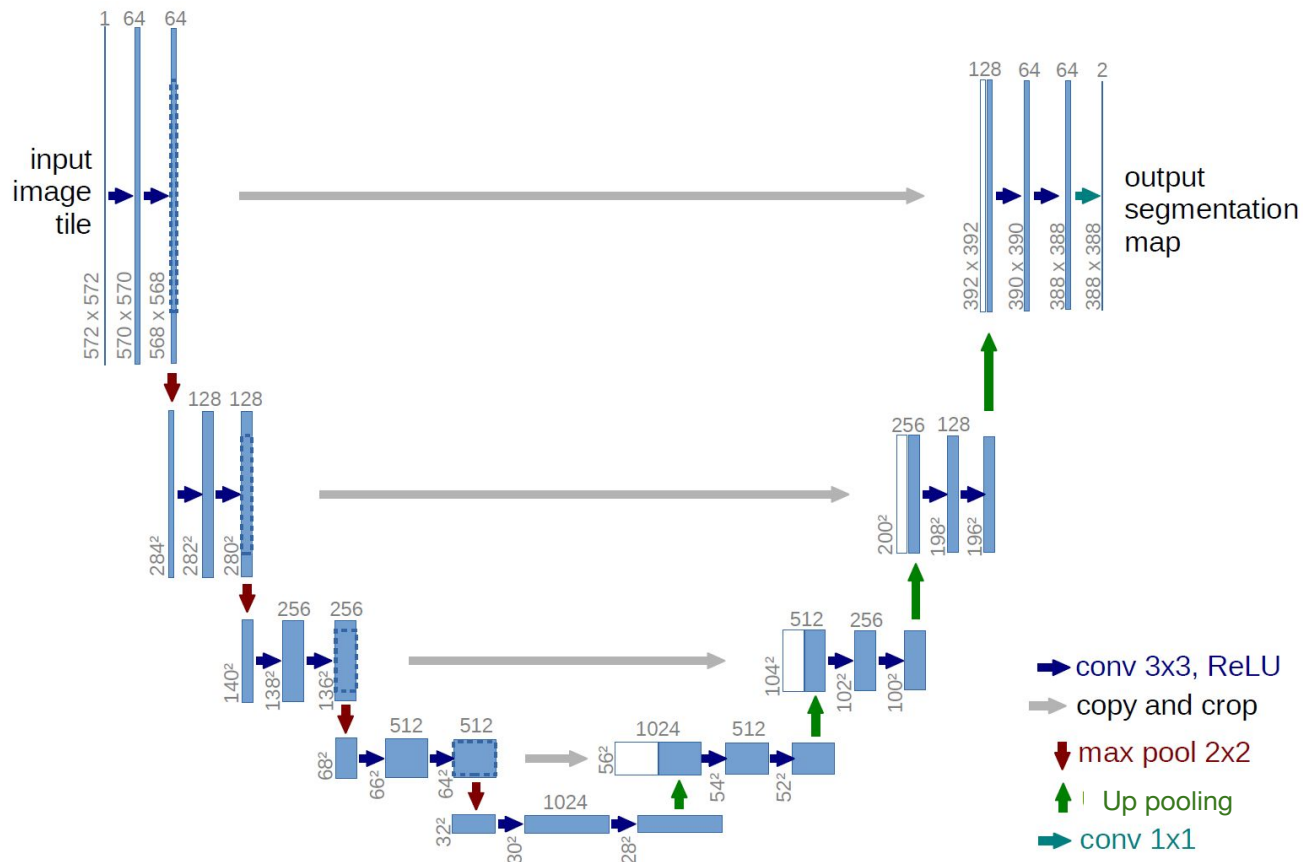 1 64 64
128 64 64 2
input
image
tile
output
segmentation
map
572 x 572
570 x 570
568 x 568
392 x 392
390 x 390
388 x 388
388 x 388
128 128
256 128
284²
282²
280²
200²
198²
196²
256 256
512 256
140²
138²
136²
104²
102²
100²
512 512
1024 512
68²
66²
64²
56²
54²
52²
1024
32²
30²
28²
conv 3x3, ReLU
copy and crop
max pool 2x2
Up pooling
conv 1x1